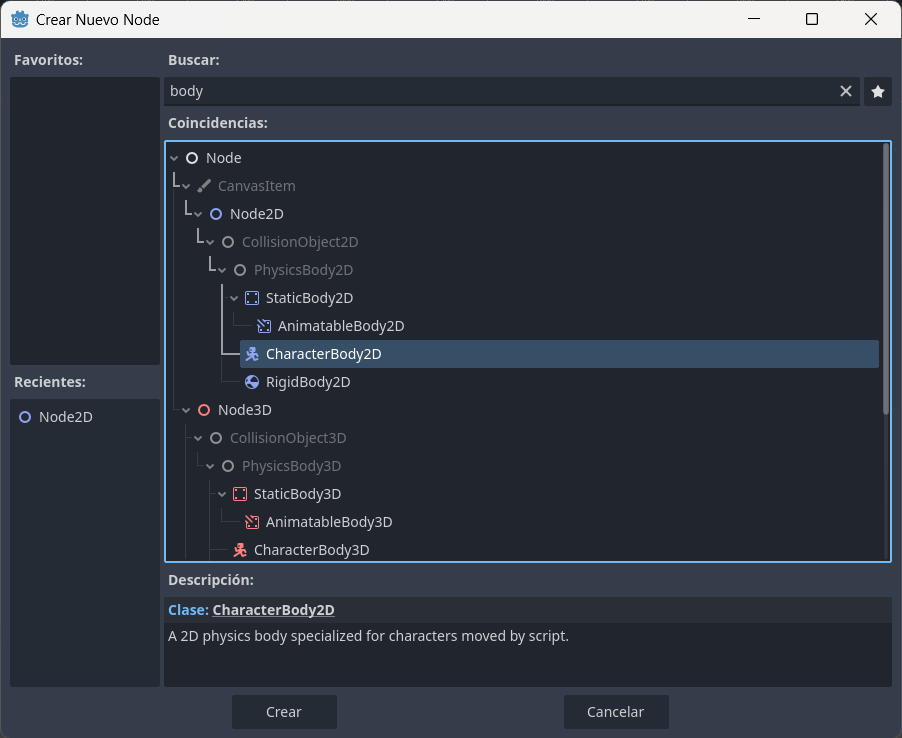 Crear Nuevo Node
Favoritos:
Buscar:
body
Coincidencias:
Node
CanvasItem
Node2D
CollisionObject2D
PhysicsBody2D
StaticBody2D
AnimatableBody2D
CharacterBody2D
RigidBody2D
Node3D
CollisionObject3D
PhysicsBody3D
StaticBody3D
AnimatableBody3D
CharacterBody3D
Recientes:
Node2D
Descripción:
Clase: CharacterBody2D
A 2D physics body specialized for characters moved by script.
Crear
Cancelar